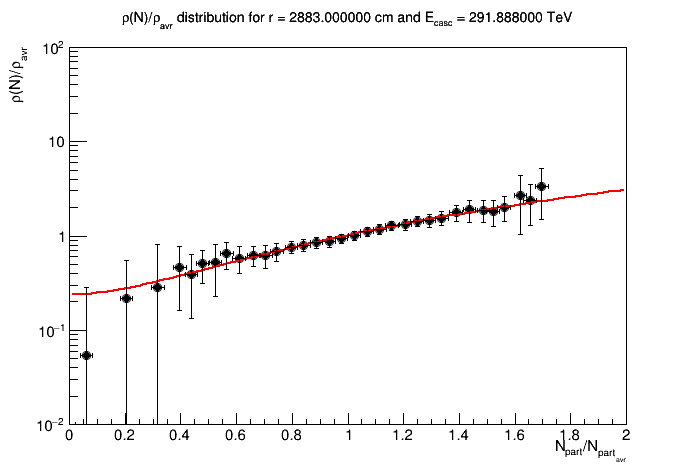 ρ(N)/ρavr distribution for r = 2883.000000 cm and Ecasc = 291.888000 TeV
ρ(N)/ρavr
10²
10
1
10⁻¹
10⁻²
0 0.2 0.4 0.6 0.8 1 1.2 1.4 1.6 1.8 2
Npart/Npartavr